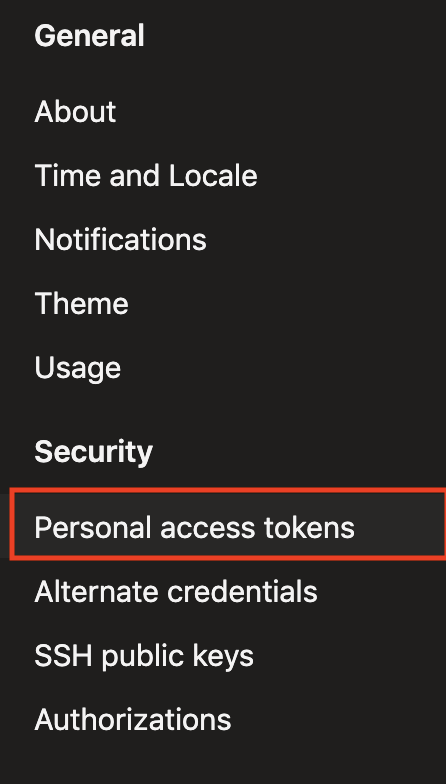 General
About
Time and Locale
Notifications
Theme
Usage
Security
Personal access tokens
Alternate credentials
SSH public keys
Authorizations